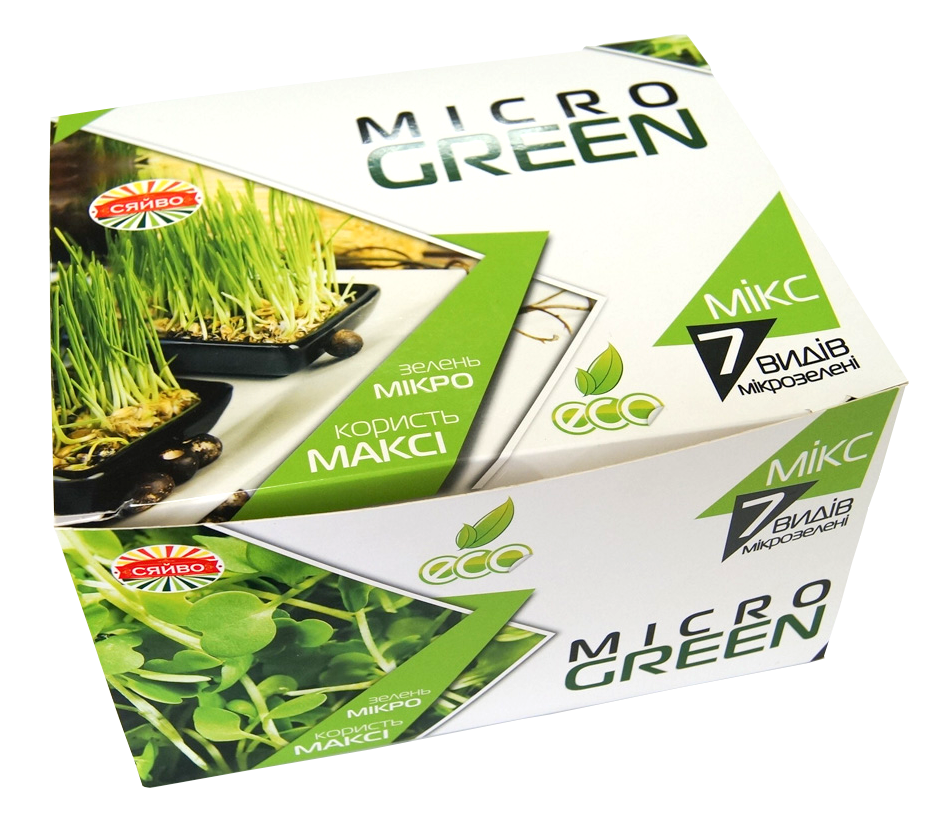 MICRO
GREEN
СЯЙВО
зелень
МІКРО
КОРИСТЬ
МАКСІ
eco
Мікс
7 ВИДІВ
мікрозелені
Мікс
7 ВИДІВ
мікрозелені
СЯЙВО
eco
MICRO
GREEN
зелень
МІКРО
КОРИСТЬ
МАКСІ